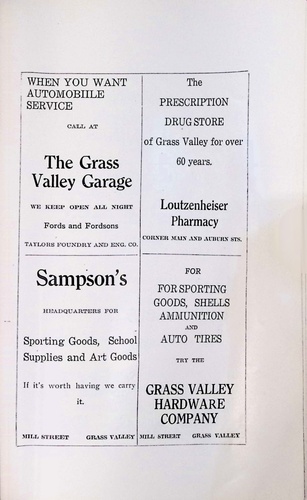 WHEN YOU WANT
AUTOMOBIILE
SERVICE
CALL AT
The Grass
Valley Garage
WE KEEP OPEN ALL NIGHT
Fords and Fordsons
TAYLORS FOUNDRY AND ENG. CO.
The
PRESCRIPTION
DRUG STORE
of Grass Valley for over
60 years.
Loutzenheiser
Pharmacy
CORNER MAIN AND AUBURN STS.
Sampson's
HEADQUARTERS FOR
Sporting Goods, School
Supplies and Art Goods
If it's worth having we carry
it.
MILL STREET GRASS VALLEY
FOR
FOR SPORTING
GOODS, SHELLS
AMMUNITION
AND
AUTO TIRES
TRY THE
GRASS VALLEY
HARDWARE
COMPANY
MILL STREET GRASS VALLEY